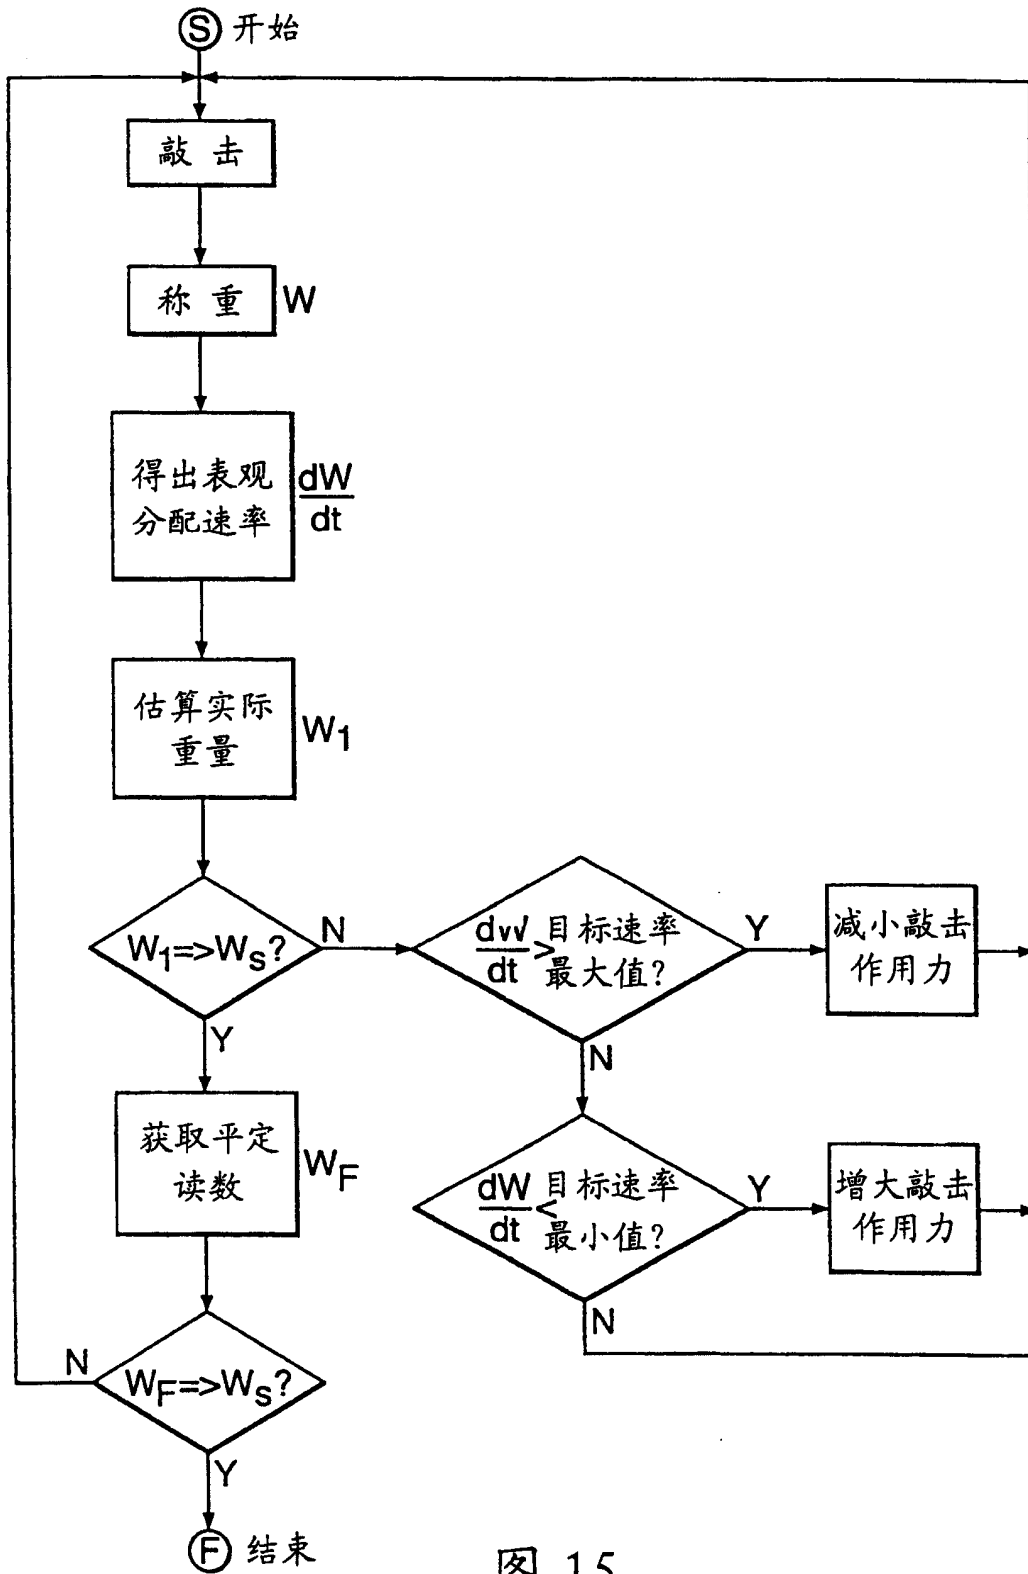 S 开始
敲 击
称 重 W
得出表观
分配速率
dW
dt
估算实际
重量
W1
W1=>WS?
N
Y
dW
dt
>
目标速率
最大值?
Y
N
减小敲击
作用力
获取平定
读数
WF
dW
dt
<
目标速率
最小值?
Y
N
增大敲击
作用力
WF=>WS?
N
Y
F 结束
图 15